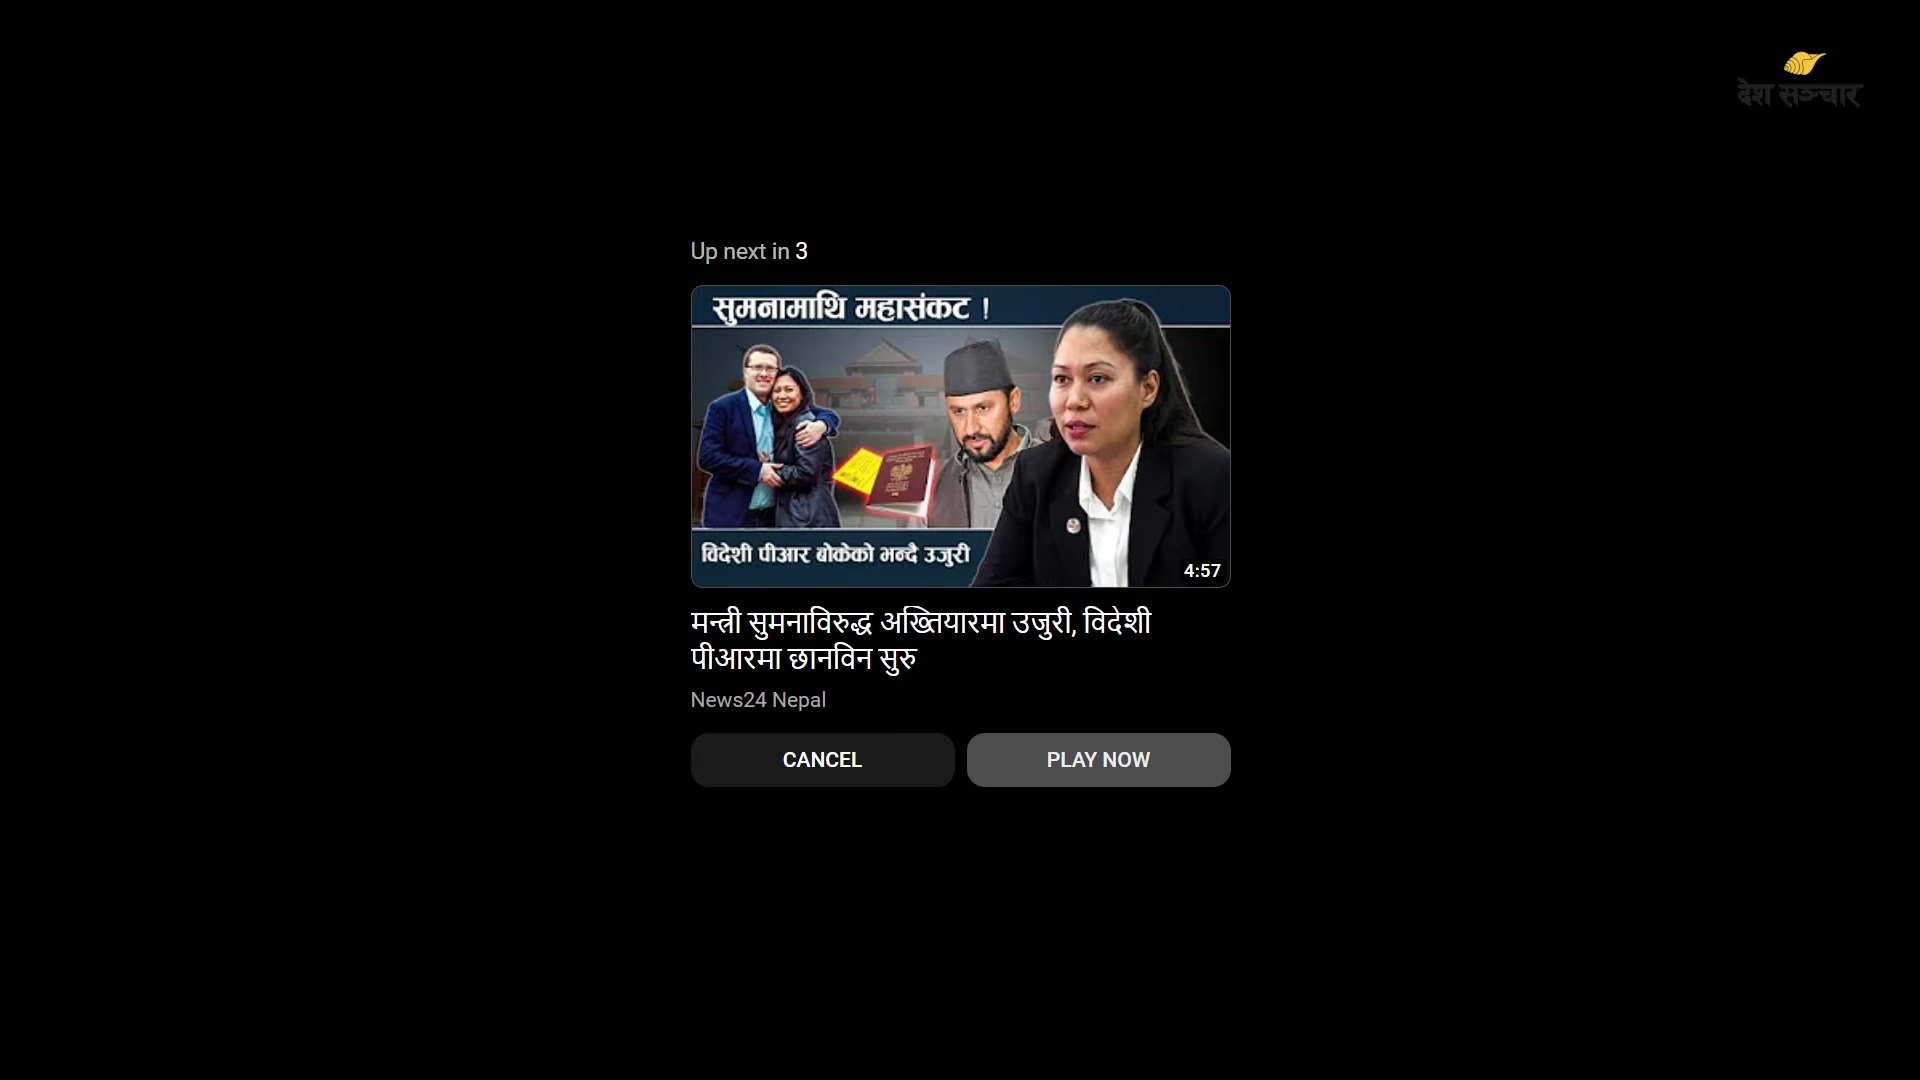 देश सञ्चार
Up next in 3
सुमनामाथि महासंकट !
विदेशी पीआर बोकेको भन्दै उजुरी
4:57
मन्त्री सुमनाविरुद्ध अख्तियारमा उजुरी, विदेशी
पीआरमा छानविन सुरु
News24 Nepal
CANCEL
PLAY NOW